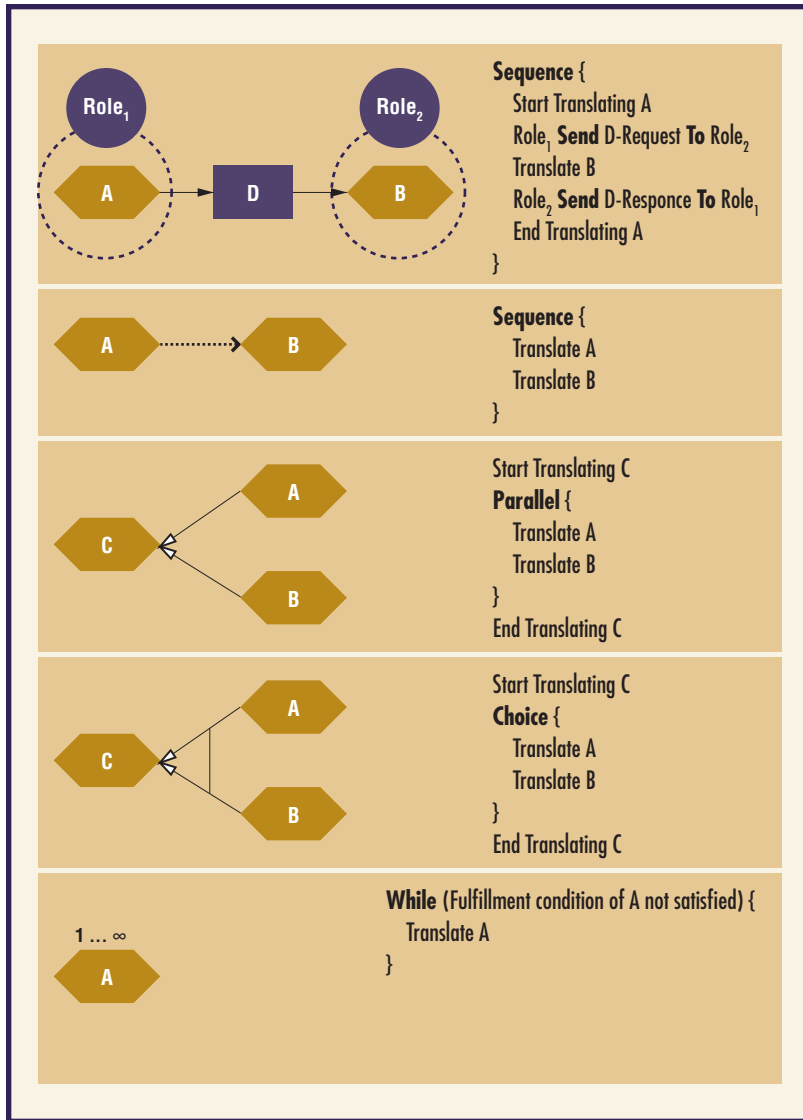 Role1
Role2
A
D
B
Sequence {
Start Translating A
Role1 Send D-Request To Role2
Translate B
Role2 Send D-Responce To Role1
End Translating A
}
A
B
Sequence {
Translate A
Translate B
}
A
C
B
Start Translating C
Parallel {
Translate A
Translate B
}
End Translating C
A
C
B
Start Translating C
Choice {
Translate A
Translate B
}
End Translating C
1 ... ∞
A
While (Fulfillment condition of A not satisfied) {
Translate A
}